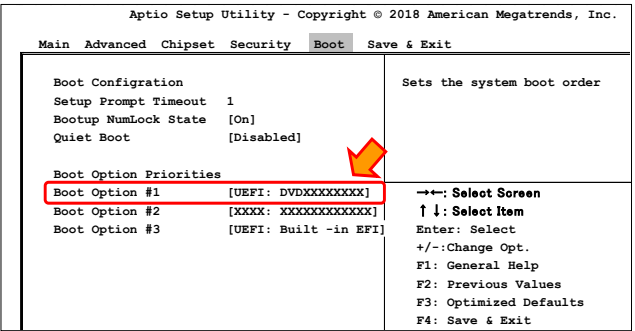 Aptio Setup Utility - Copyright © 2018 American Megatrends, Inc.
Main Advanced Chipset Security Boot Save & Exit
Boot Configration
Setup Prompt Timeout 1
Bootup NumLock State [On]
Quiet Boot [Disabled]
Boot Option Priorities
Boot Option #1 [UEFI: DVDXXXXXXXX]
Boot Option #2 [XXXX: XXXXXXXXXXXX]
Boot Option #3 [UEFI: Built -in EFI]
Sets the system boot order
→←: Select Screen
↑↓: Select Item
Enter: Select
+/-:Change Opt.
F1: General Help
F2: Previous Values
F3: Optimized Defaults
F4: Save & Exit